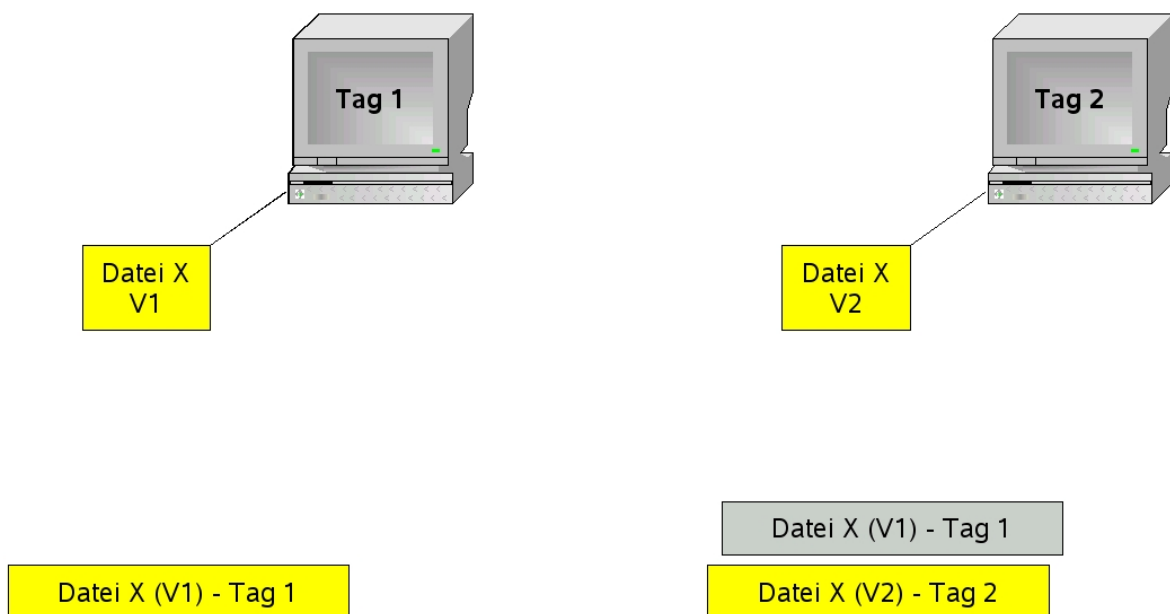 Tag 1
Tag 2
Datei X
V1
Datei X
V2
Datei X (V1) - Tag 1
Datei X (V1) - Tag 1
Datei X (V2) - Tag 2